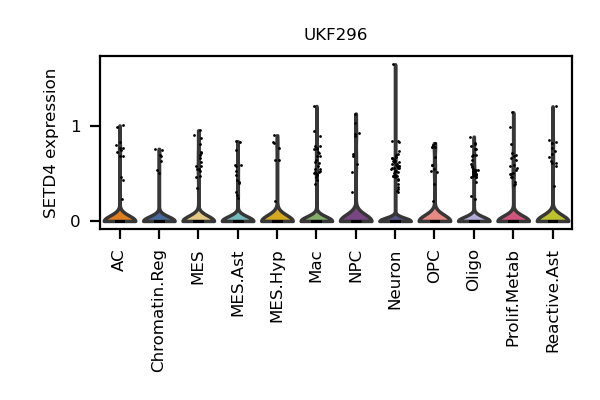 UKF296
SETD4 expression
1
0
AC
Chromatin.Reg
MES
MES.Ast
MES.Hyp
Mac
NPC
Neuron
OPC
Oligo
Prolif.Metab
Reactive.Ast